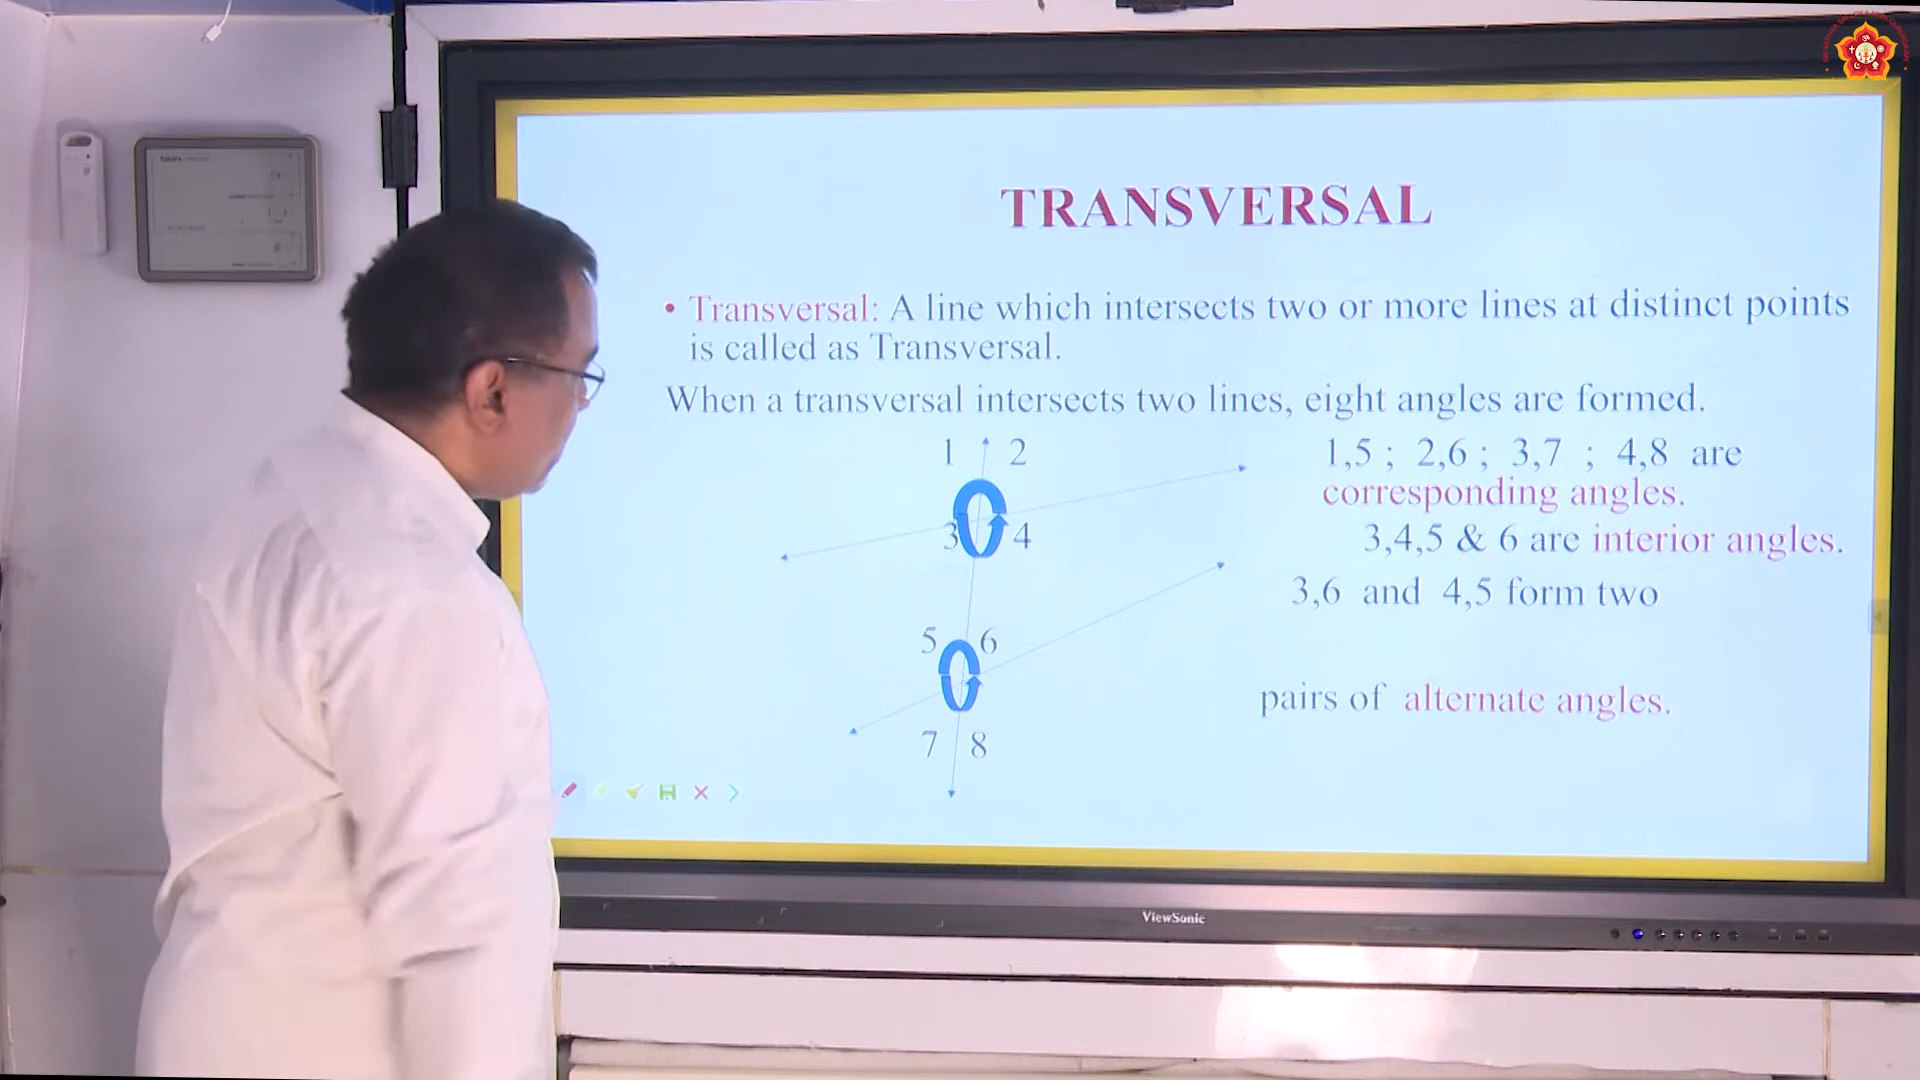 TRANSVERSAL
• Transversal: A line which intersects two or more lines at distinct points
is called as Transversal.
When a transversal intersects two lines, eight angles are formed.
1 2
3 4
5 6
7 8
1,5 ; 2,6 ; 3,7 ; 4,8 are
corresponding angles.
3,4,5 & 6 are interior angles.
3,6 and 4,5 form two
pairs of alternate angles.
ViewSonic